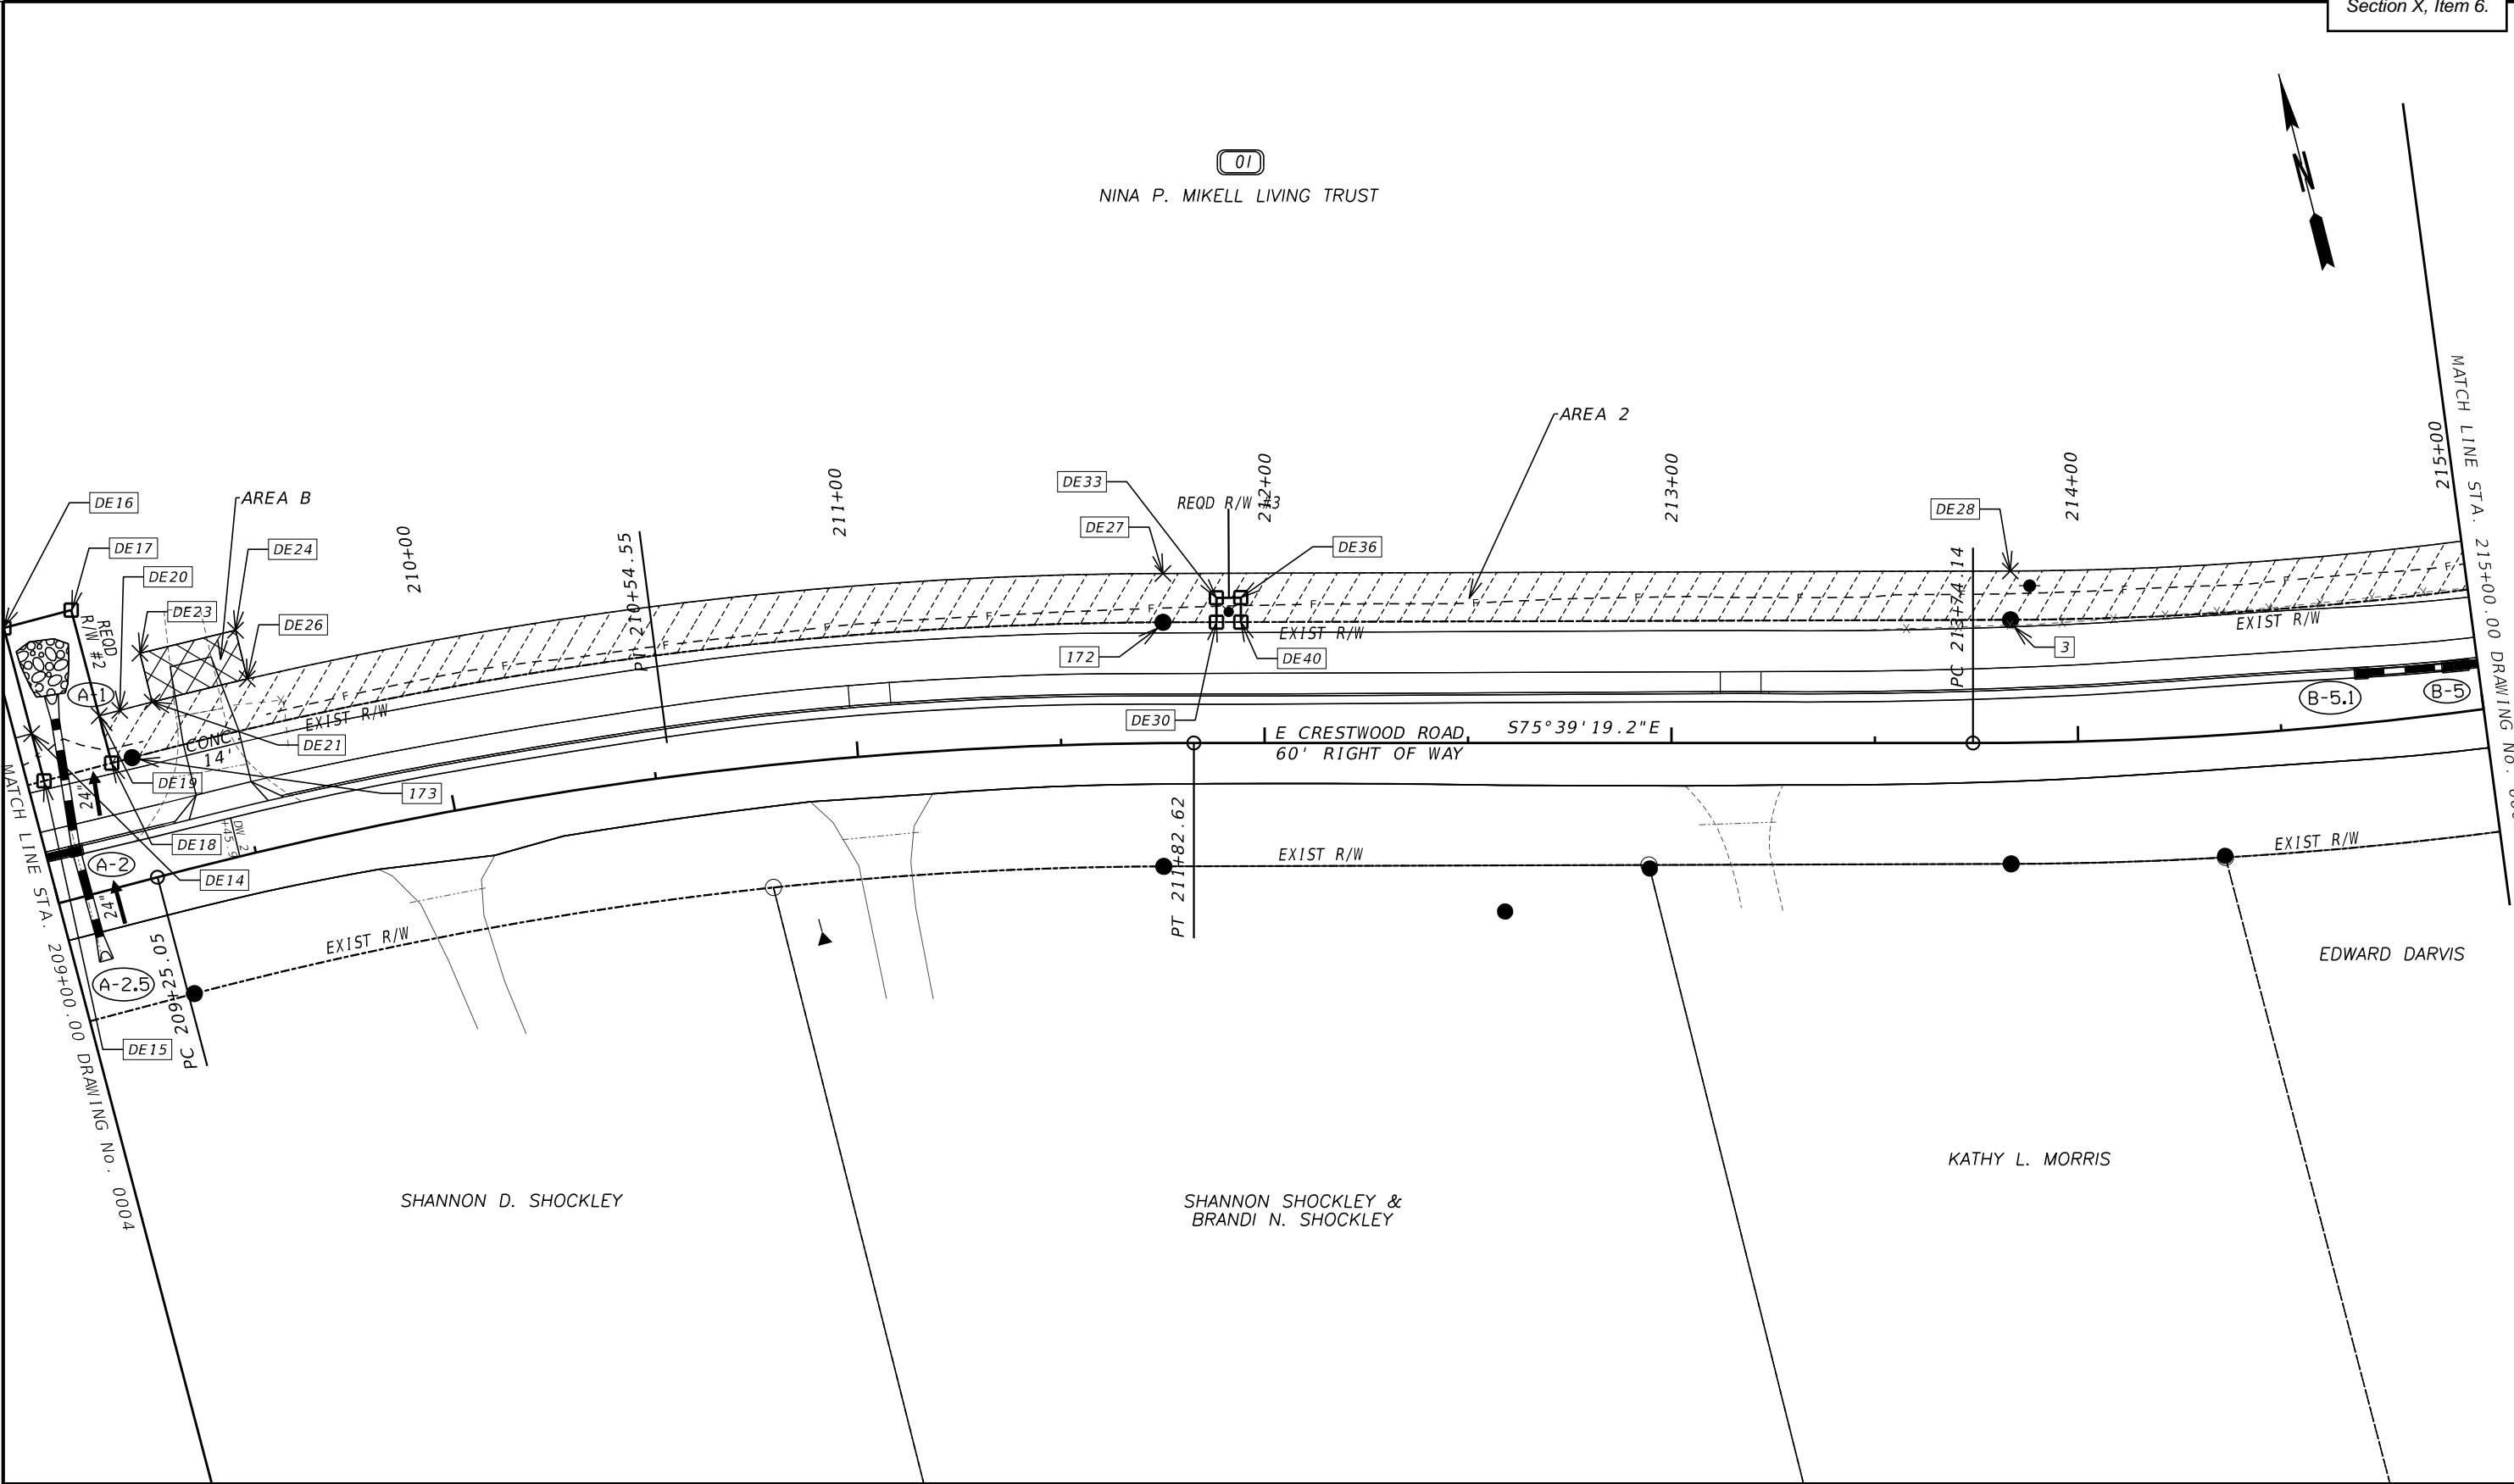 Section X, Item 6.
10
NINA P. MIKELL LIVING TRUST
N
AREA 2
AREA B
DE16
DE17
DE20
DE23
DE24
DE26
REQD
R/W #2
A-1
210+00
PI 210+54.55
211+00
DE33
REQD R/W #3
212+00
DE27
DE36
213+00
DE28
214+00
215+00
MATCH LINE STA. 215+00.00 DRAWING No.
172
EXIST R/W
DE40
PC 213+74.14
3
EXIST R/W
EXIST R/W
CONC
14'
DE21
DE19
173
DE18
DE14
DE30
E CRESTWOOD ROAD
60' RIGHT OF WAY
S75°39'19.2"E
B-5.1
B-5
24"
A-2
DW 2
+45.9
24"
A-2.5
DE15
PC 209+25.05
EXIST R/W
PT 211+82.62
EXIST R/W
EXIST R/W
F F F F F F F F F F F F F F
X X X X X X X X X X X X
MATCH LINE STA. 209+00.00 DRAWING No. 0004
EDWARD DARVIS
KATHY L. MORRIS
SHANNON D. SHOCKLEY
SHANNON SHOCKLEY &
BRANDI N. SHOCKLEY